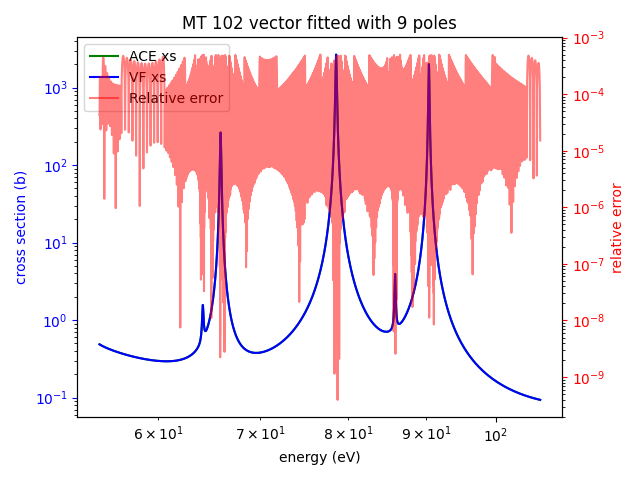 MT 102 vector fitted with 9 poles
ACE xs
VF xs
Relative error
cross section (b)
10³
10²
10¹
10⁰
10⁻¹
10⁻³
10⁻⁴
10⁻⁵
10⁻⁶
10⁻⁷
10⁻⁸
10⁻⁹
relative error
6 × 10¹ 7 × 10¹ 8 × 10¹ 9 × 10¹ 10²
energy (eV)